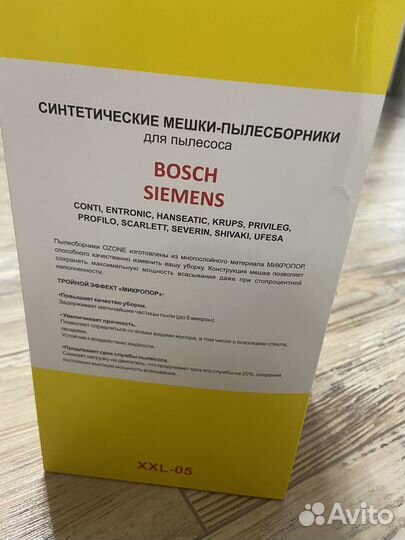 СИНТЕТИЧЕСКИЕ МЕШКИ-ПЫЛЕСБОРНИКИ
для пылесоса
BOSCH
SIEMENS
CONTI, ENTRONIC, HANSEATIC, KRUPS, PRIVILEG,
PROFILO, SCARLETT, SEVERIN, SHIVAKI, UFESA
Пылесборники OZONE изготовлены из многослойного материала МИКРОПОР,
способного качественно изменить вашу уборку. Конструкция мешка позволяет
сохранять максимальную мощность всасывания даже при стопроцентной
наполненности.
ТРОЙНОЙ ЭФФЕКТ «МИКРОПОР»:
•Повышает качество уборки.
Задерживает мельчайшие частицы пыли (до 5 микрон).
•Увеличивает прочность.
Позволяет справляться со всеми видами мусора, в том числе с осколками стекла,
гвоздями.
Устойчив к воздействию жидкости.
•Продлевает срок службы пылесоса.
Снижает нагрузку на двигатель, что продлевает срок его службы на 20%, сохраняя
постоянно высокую мощность всасывания.
XXL-05
Avito